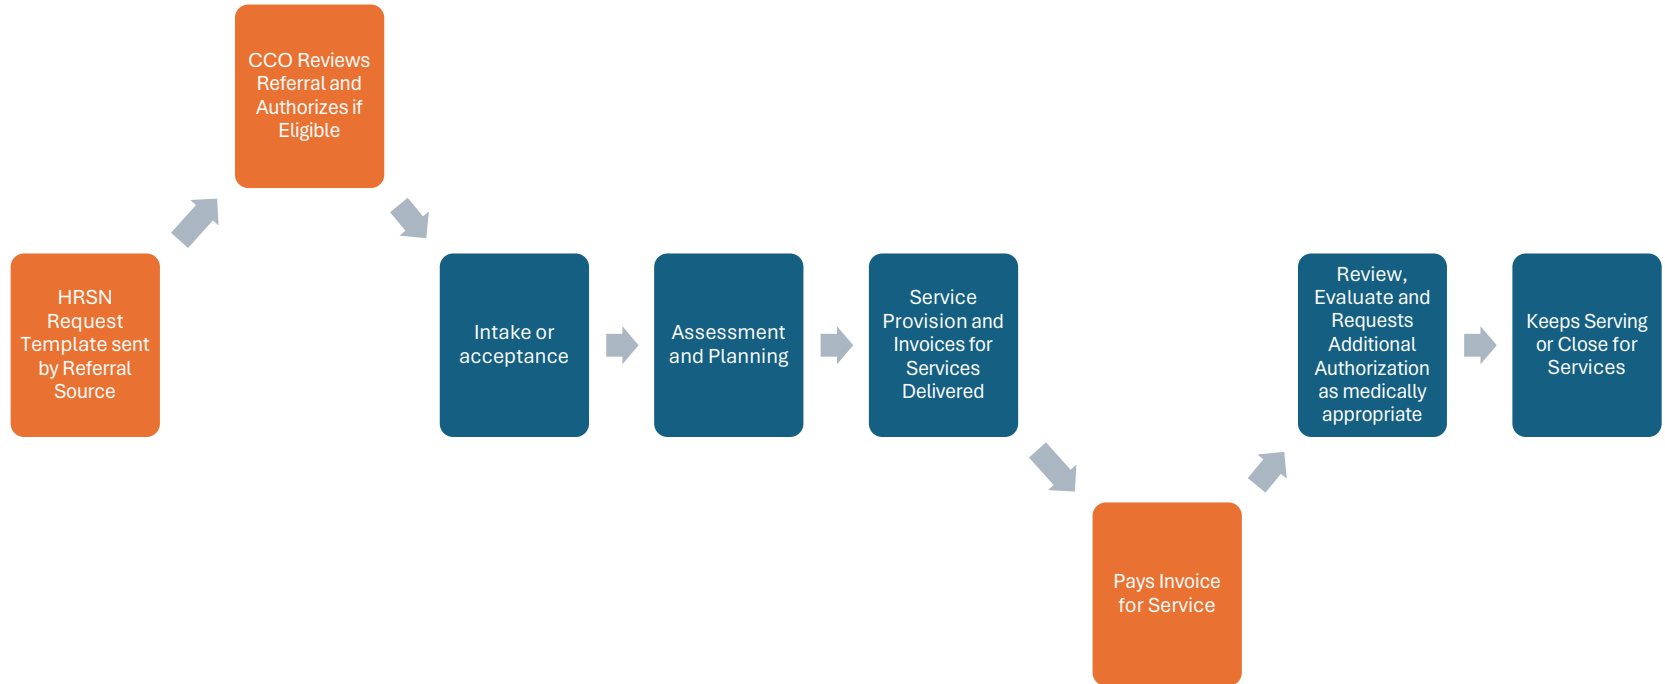 HRSN
Request
Template sent
by Referral
Source
CCO Reviews
Referral and
Authorizes if
Eligible
Intake or
acceptance
Assessment
and Planning
Service
Provision and
Invoices for
Services
Delivered
Pays Invoice
for Service
Review,
Evaluate and
Requests
Additional
Authorization
as medically
appropriate
Keeps Serving
or Close for
Services